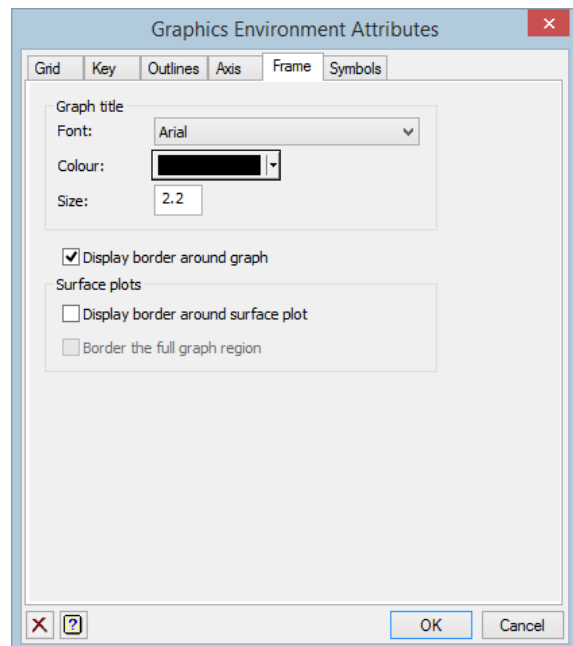 Graphics Environment Attributes
Grid Key Outlines Axis Frame Symbols
Graph title
Font: Arial
Colour:
Size: 2.2
Display border around graph
Surface plots
Display border around surface plot
Border the full graph region
OK Cancel